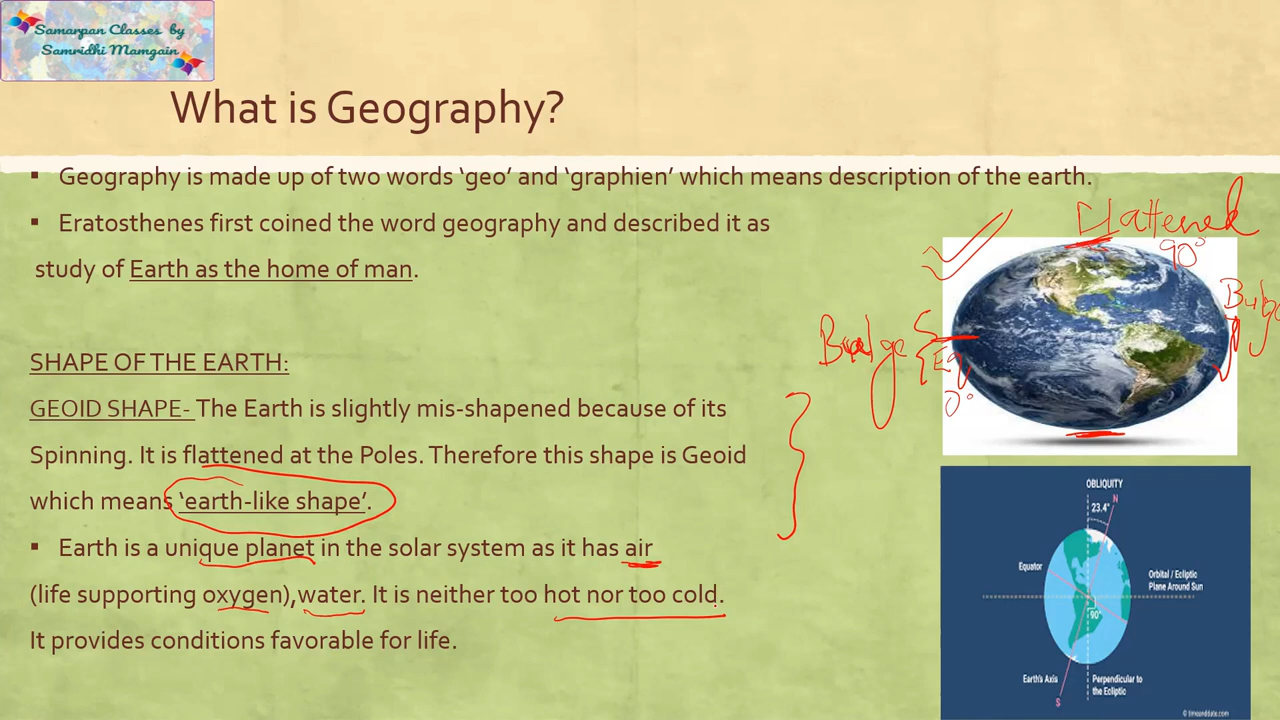 Samarpan Classes by
Samridhi Mamgain
What is Geography?
▪ Geography is made up of two words ‘geo’ and ‘graphien’ which means description of the earth.
▪ Eratosthenes first coined the word geography and described it as
study of Earth as the home of man.
SHAPE OF THE EARTH:
GEOID SHAPE- The Earth is slightly mis-shapened because of its
Spinning. It is flattened at the Poles. Therefore this shape is Geoid
which means ‘earth-like shape’.
▪ Earth is a unique planet in the solar system as it has air
(life supporting oxygen),water. It is neither too hot nor too cold.
It provides conditions favorable for life.
Flattened
90°
Bulge
Eq
0°
OBLIQUITY
N
23.4°
Equator
Orbital / Ecliptic
Plane Around Sun
90°
Earth's Axis
Perpendicular to
the Ecliptic
S
© timeanddate.com